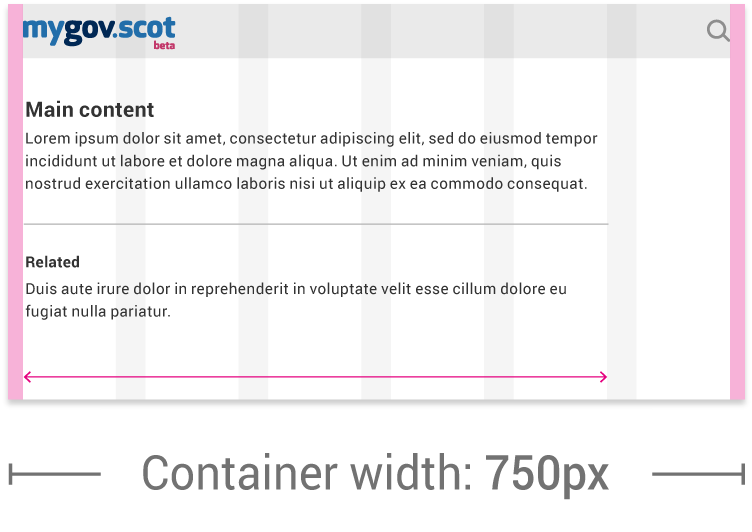 mygov.scot
beta
Main content
Lorem ipsum dolor sit amet, consectetur adipiscing elit, sed do eiusmod tempor
incididunt ut labore et dolore magna aliqua. Ut enim ad minim veniam, quis
nostrud exercitation ullamco laboris nisi ut aliquip ex ea commodo consequat.
Related
Duis aute irure dolor in reprehenderit in voluptate velit esse cillum dolore eu
fugiat nulla pariatur.
Container width: 750px